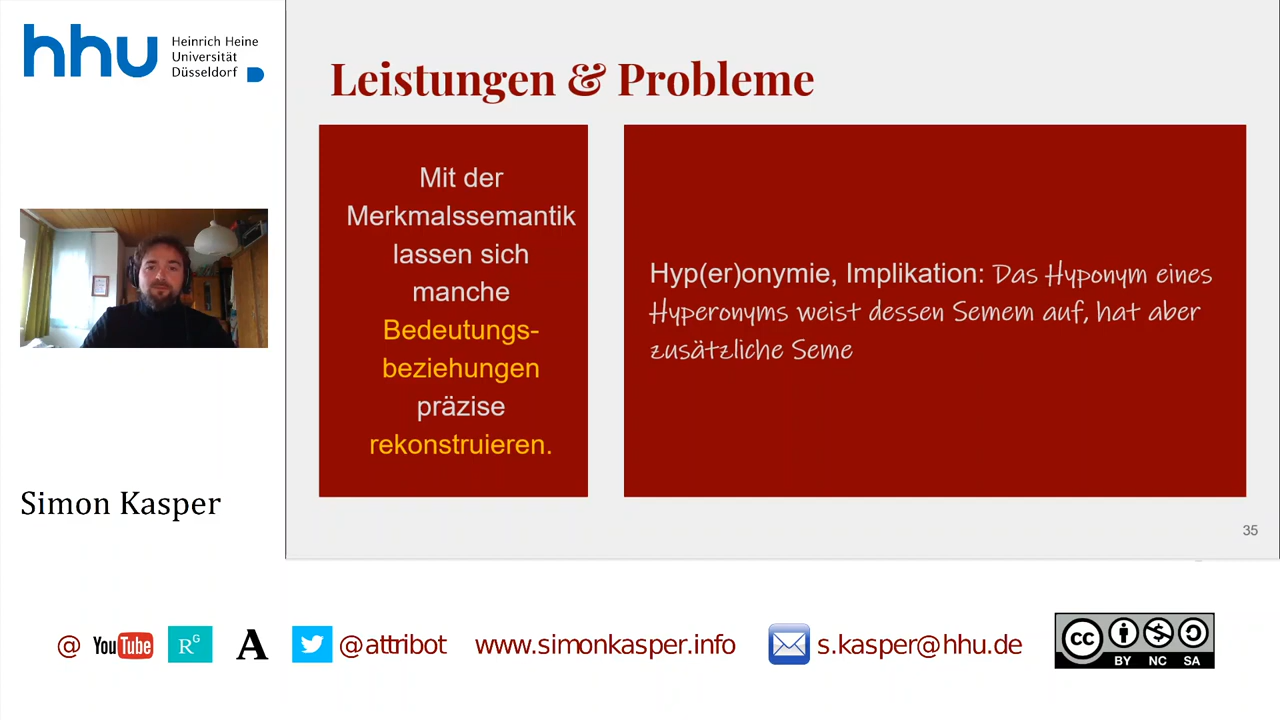 hhu
Heinrich Heine
Universität
Düsseldorf
Simon Kasper
Leistungen & Probleme
Mit der
Merkmalssemantik
lassen sich
manche
Bedeutungs-
beziehungen
präzise
rekonstruieren.
Hyp(er)onymie, Implikation: Das Hyponym eines
Hyperonyms weist dessen Semem auf, hat aber
zusätzliche Seme
35
@ YouTube RG A @attribot www.simonkasper.info s.kasper@hhu.de
cc BY NC SA